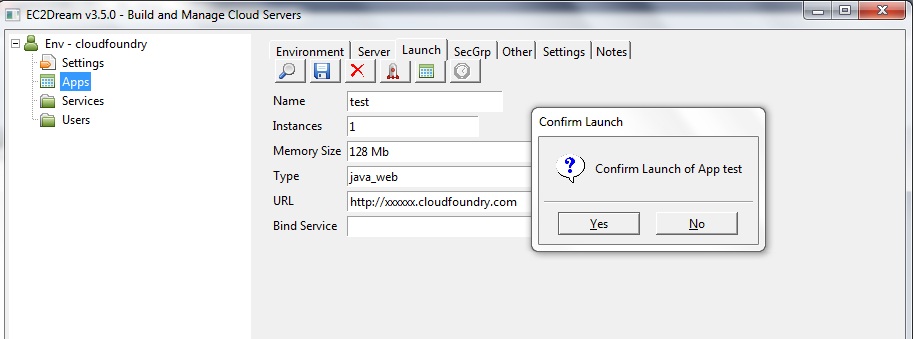 EC2Dream v3.5.0 - Build and Manage Cloud Servers
Env - cloudfoundry
Settings
Apps
Services
Users
Environment Server Launch SecGrp Other Settings Notes
Name test
Instances 1
Memory Size 128 Mb
Type java_web
URL http://xxxxxx.cloudfoundry.com
Bind Service
Confirm Launch
Confirm Launch of App test
Yes No